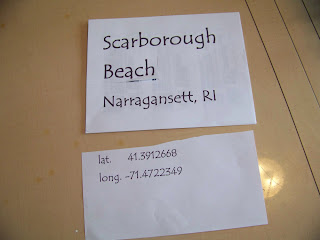 Scarborough
Beach
Narragansett, RI
lat. 41.3912668
long. -71.4722349